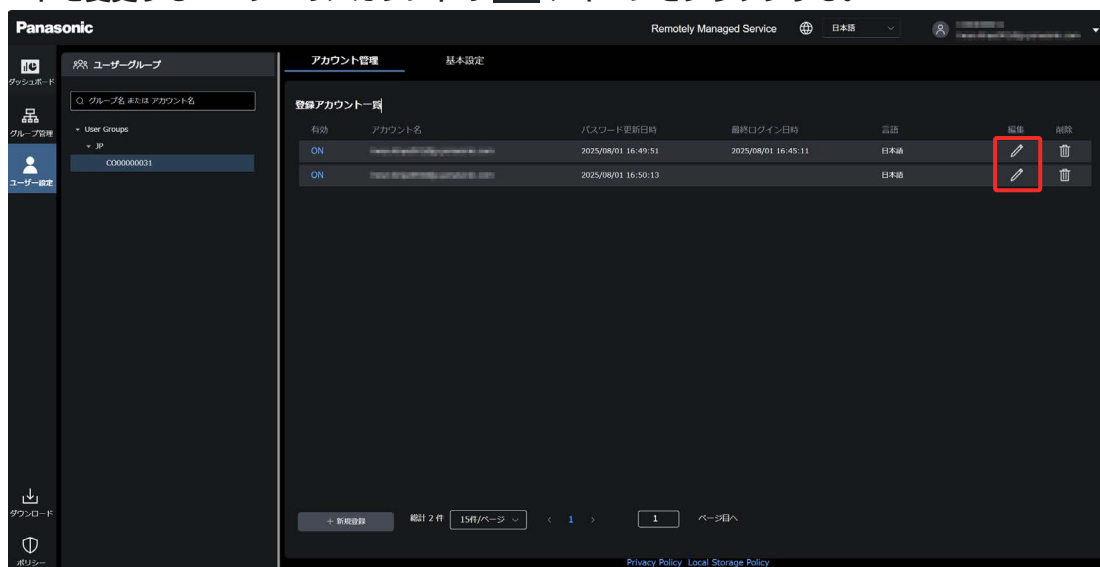 Panasonic
Remotely Managed Service
日本語
ダッシュボード
グループ管理
ユーザー設定
ダウンロード
ポリシー
ユーザーグループ
グループ名 または アカウント名
User Groups
JP
CO00000031
アカウント管理 基本設定
登録アカウント一覧
有効 アカウント名 パスワード更新日時 最終ログイン日時 言語 編集 削除
ON 2025/08/01 16:49:51 2025/08/01 16:45:11 日本語
ON 2025/08/01 16:50:13 日本語
+ 新規登録 総計 2 件 15件/ページ < 1 > 1 ページ目へ
Privacy Policy Local Storage Policy